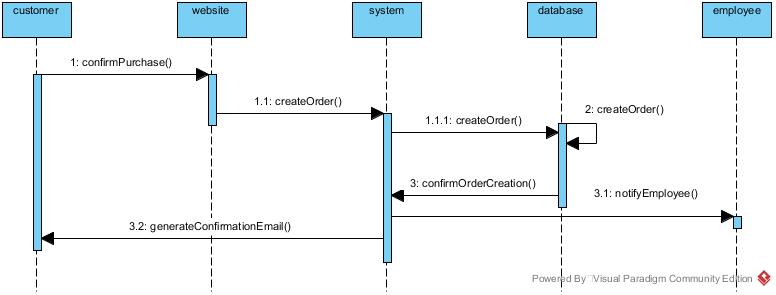 customer website system database employee
1: confirmPurchase()
1.1: createOrder()
2: createOrder()
1.1.1: createOrder()
3: confirmOrderCreation()
3.1: notifyEmployee()
3.2: generateConfirmationEmail()
Powered By Visual Paradigm Community Edition